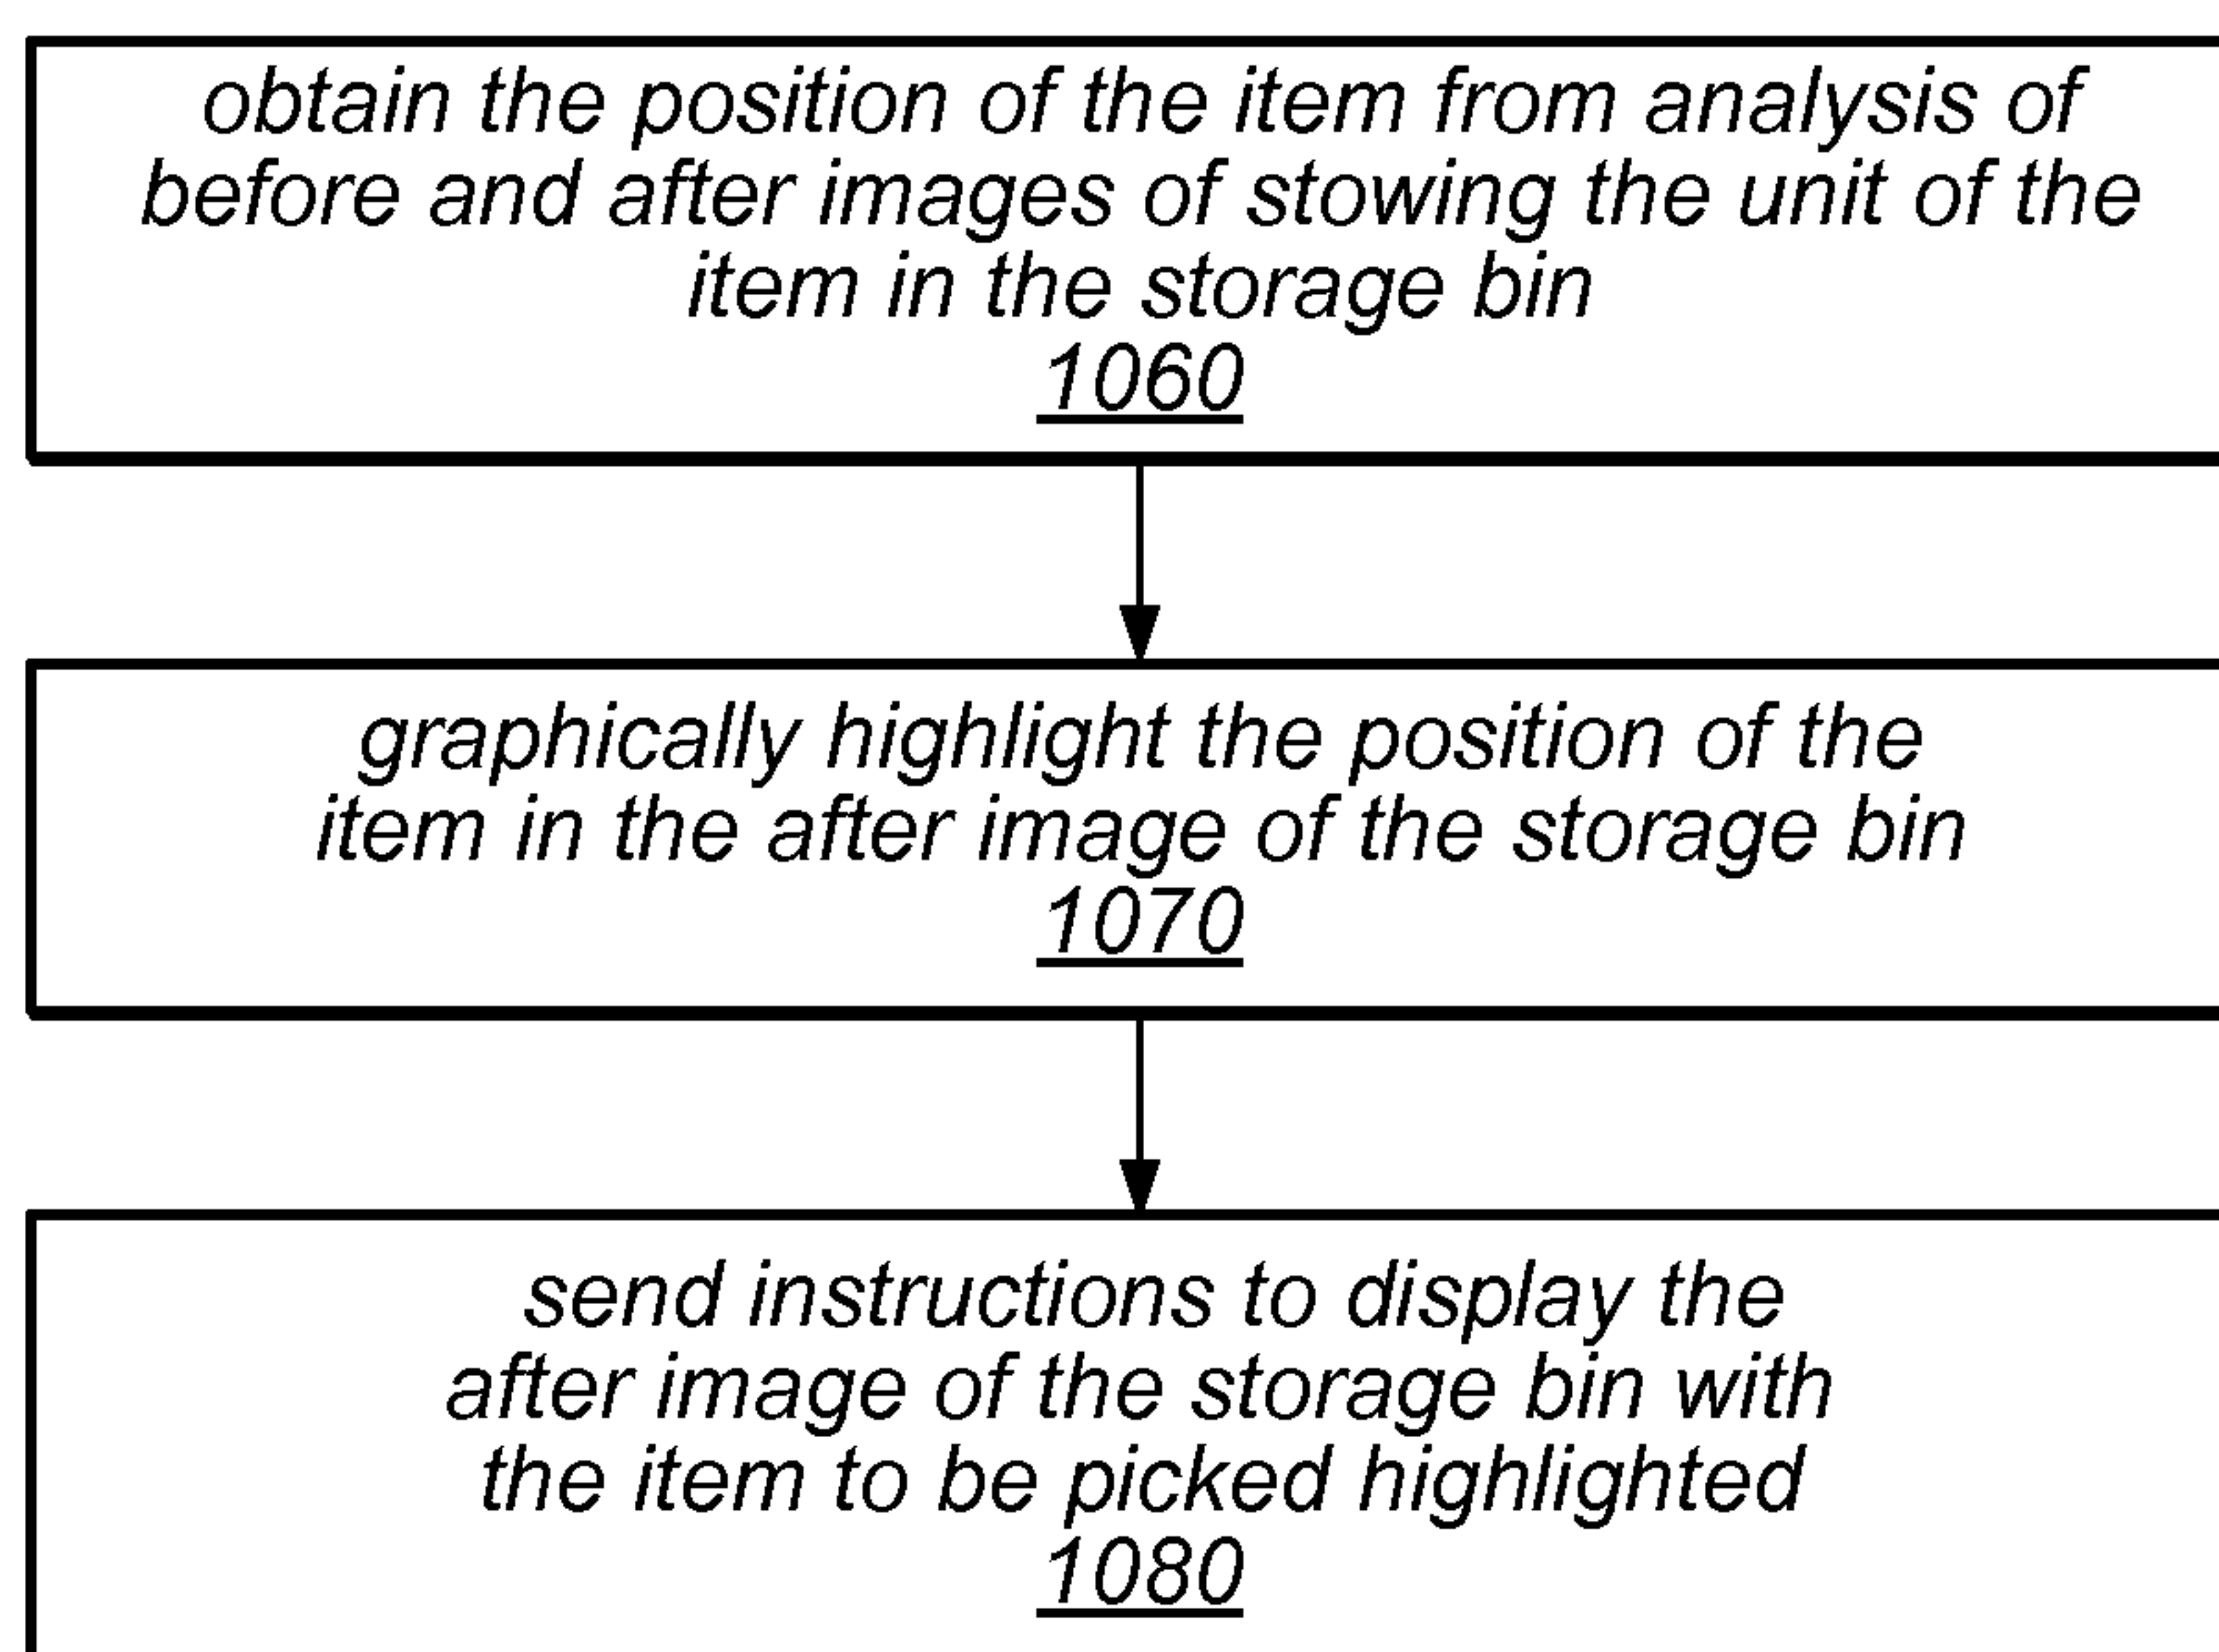 obtain the position of the item from analysis of
before and after images of stowing the unit of the
item in the storage bin
1060
graphically highlight the position of the
item in the after image of the storage bin
1070
send instructions to display the
after image of the storage bin with
the item to be picked highlighted
1080